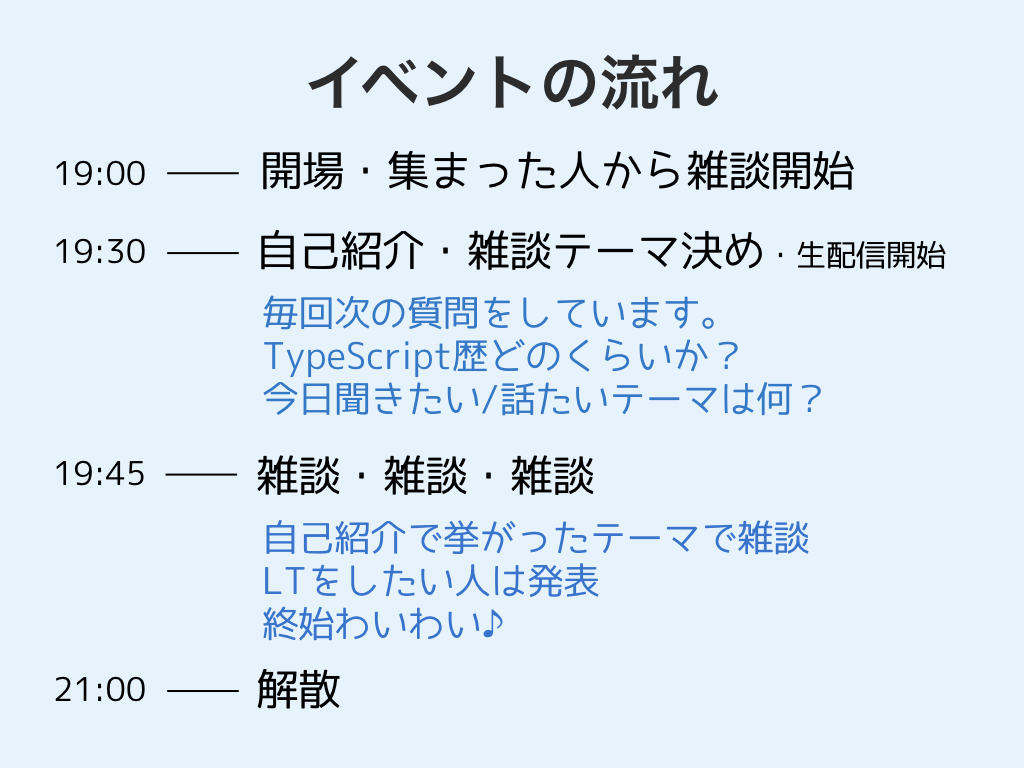 イベントの流れ
19:00 開場・集まった人から雑談開始
19:30 自己紹介・雑談テーマ決め・生配信開始
毎回次の質問をしています。
TypeScript歴どのくらいか？
今日聞きたい/話たいテーマは何？
19:45 雑談・雑談・雑談
自己紹介で挙がったテーマで雑談
LTをしたい人は発表
終始わいわい♪
21:00 解散